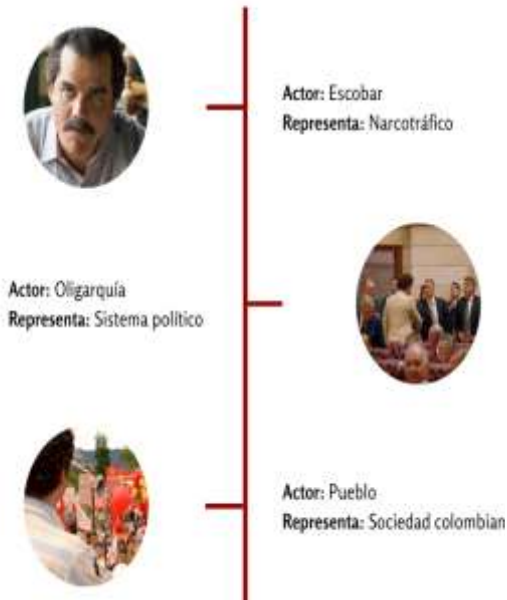 Actor: Escobar
Representa: Narcotráfico
Actor: Oligarquía
Representa: Sistema político
Actor: Pueblo
Representa: Sociedad colombian